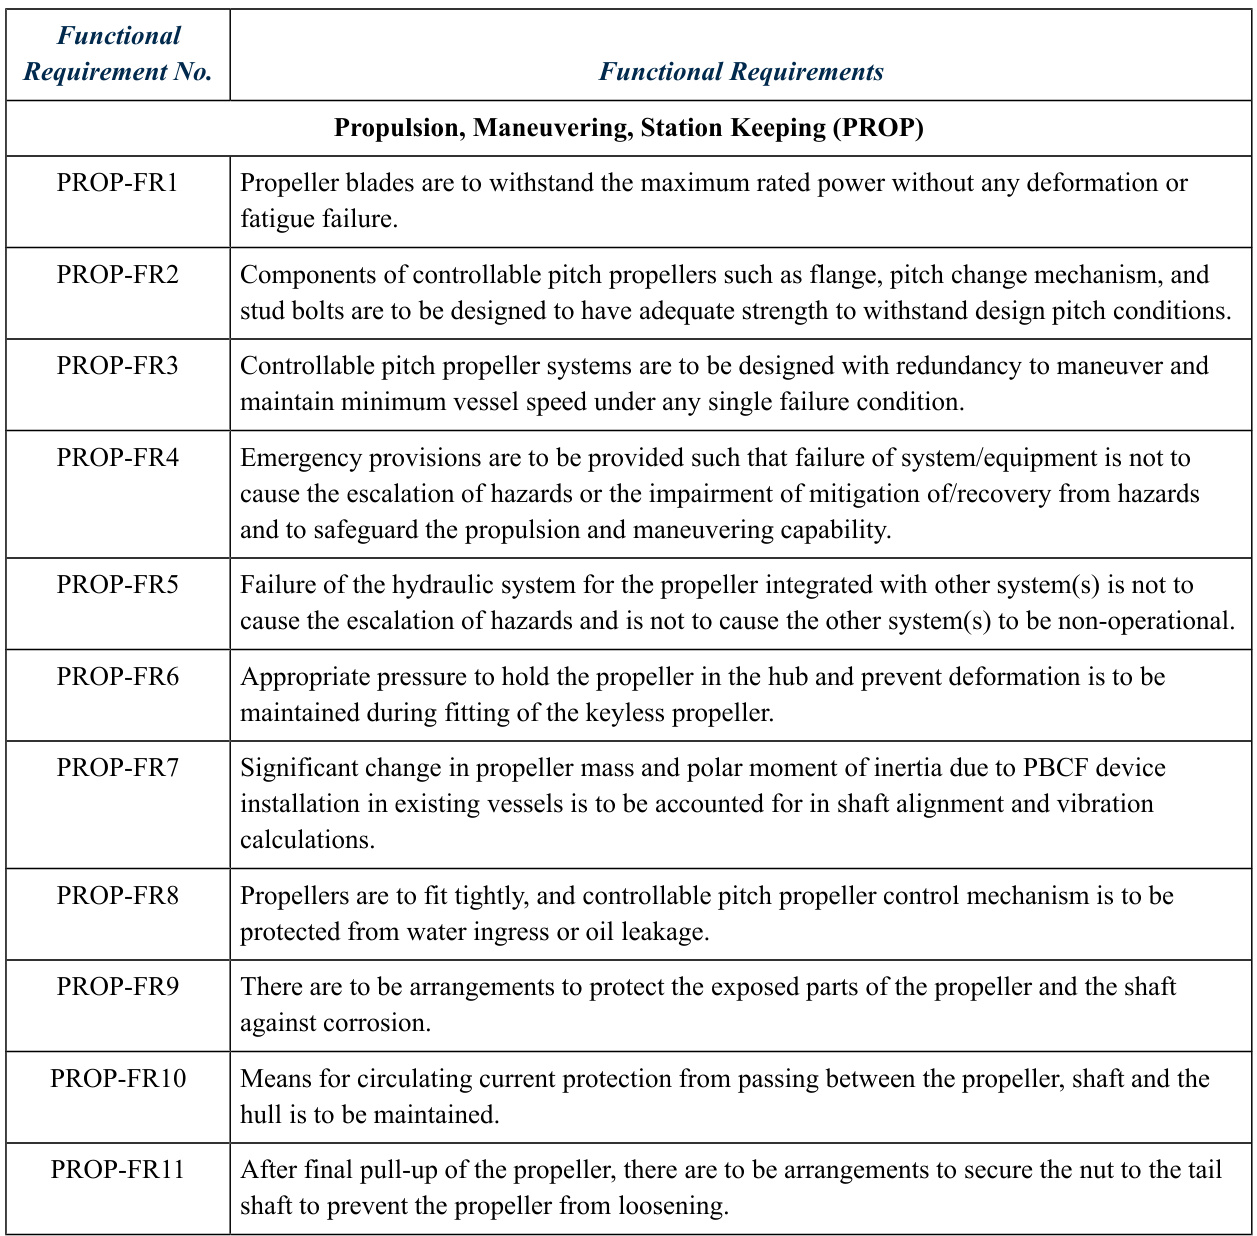 Functional
Requirement No.
Functional Requirements
Propulsion, Maneuvering, Station Keeping (PROP)
PROP-FR1
Propeller blades are to withstand the maximum rated power without any deformation or
fatigue failure.
PROP-FR2
Components of controllable pitch propellers such as flange, pitch change mechanism, and
stud bolts are to be designed to have adequate strength to withstand design pitch conditions.
PROP-FR3
Controllable pitch propeller systems are to be designed with redundancy to maneuver and
maintain minimum vessel speed under any single failure condition.
PROP-FR4
Emergency provisions are to be provided such that failure of system/equipment is not to
cause the escalation of hazards or the impairment of mitigation of/recovery from hazards
and to safeguard the propulsion and maneuvering capability.
PROP-FR5
Failure of the hydraulic system for the propeller integrated with other system(s) is not to
cause the escalation of hazards and is not to cause the other system(s) to be non-operational.
PROP-FR6
Appropriate pressure to hold the propeller in the hub and prevent deformation is to be
maintained during fitting of the keyless propeller.
PROP-FR7
Significant change in propeller mass and polar moment of inertia due to PBCF device
installation in existing vessels is to be accounted for in shaft alignment and vibration
calculations.
PROP-FR8
Propellers are to fit tightly, and controllable pitch propeller control mechanism is to be
protected from water ingress or oil leakage.
PROP-FR9
There are to be arrangements to protect the exposed parts of the propeller and the shaft
against corrosion.
PROP-FR10
Means for circulating current protection from passing between the propeller, shaft and the
hull is to be maintained.
PROP-FR11
After final pull-up of the propeller, there are to be arrangements to secure the nut to the tail
shaft to prevent the propeller from loosening.